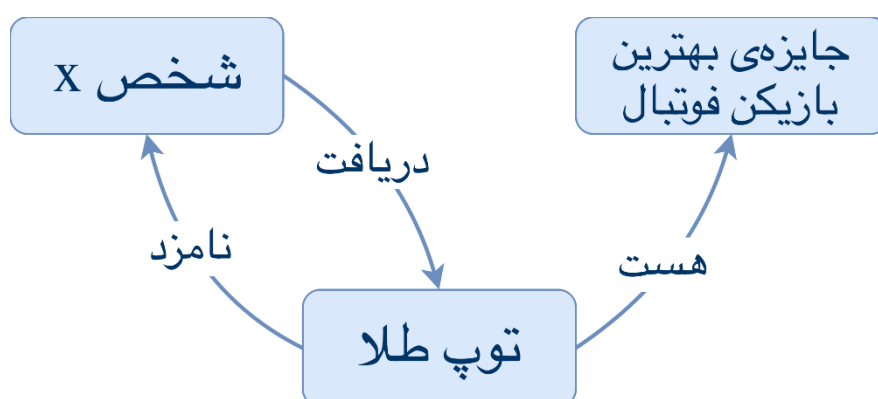 جایزه‌ی بهترین
بازیکن فوتبال
شخص X
دریافت
نامزد
هست
توپ طلا